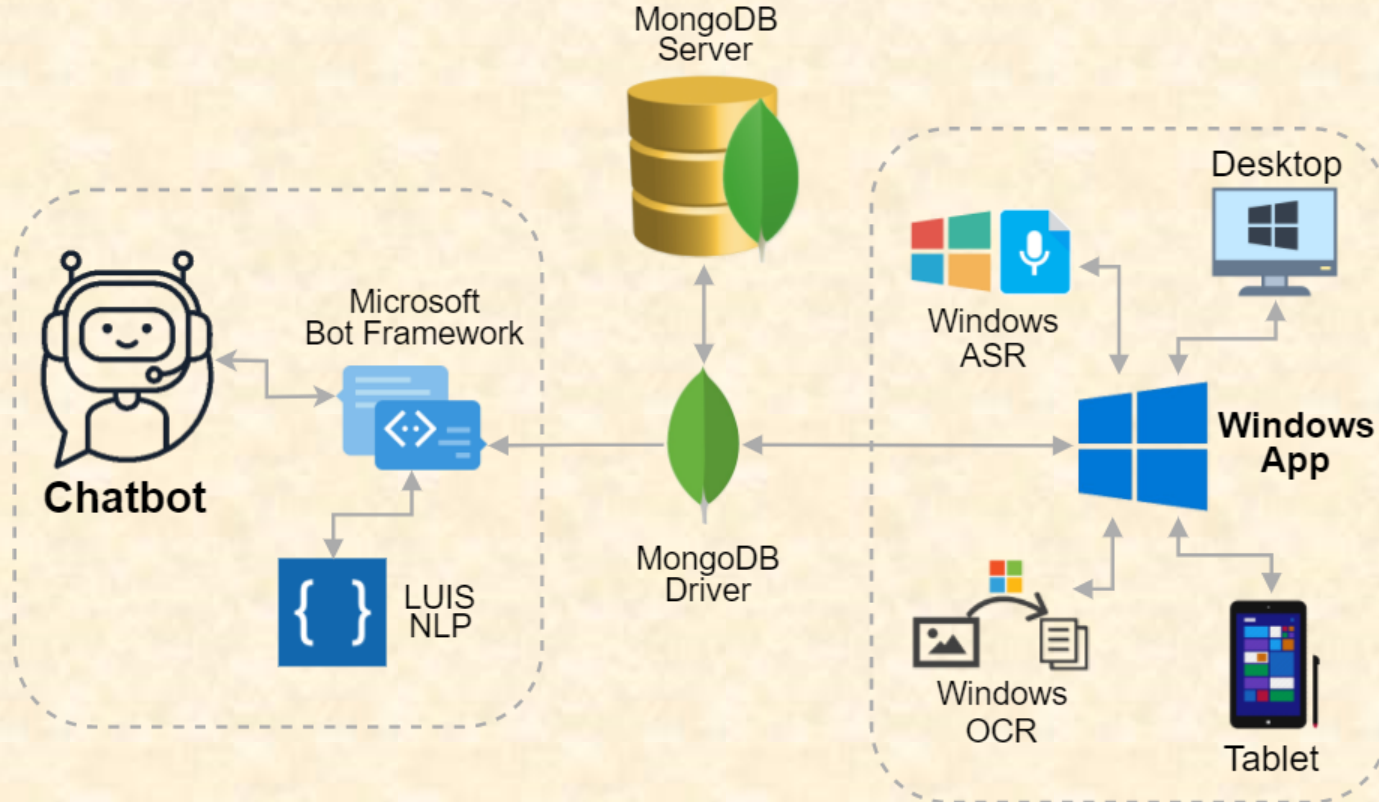 MongoDB
Server
Desktop
Windows
ASR
Microsoft
Bot Framework
Windows
App
Chatbot
MongoDB
Driver
LUIS
NLP
Windows
OCR
Tablet